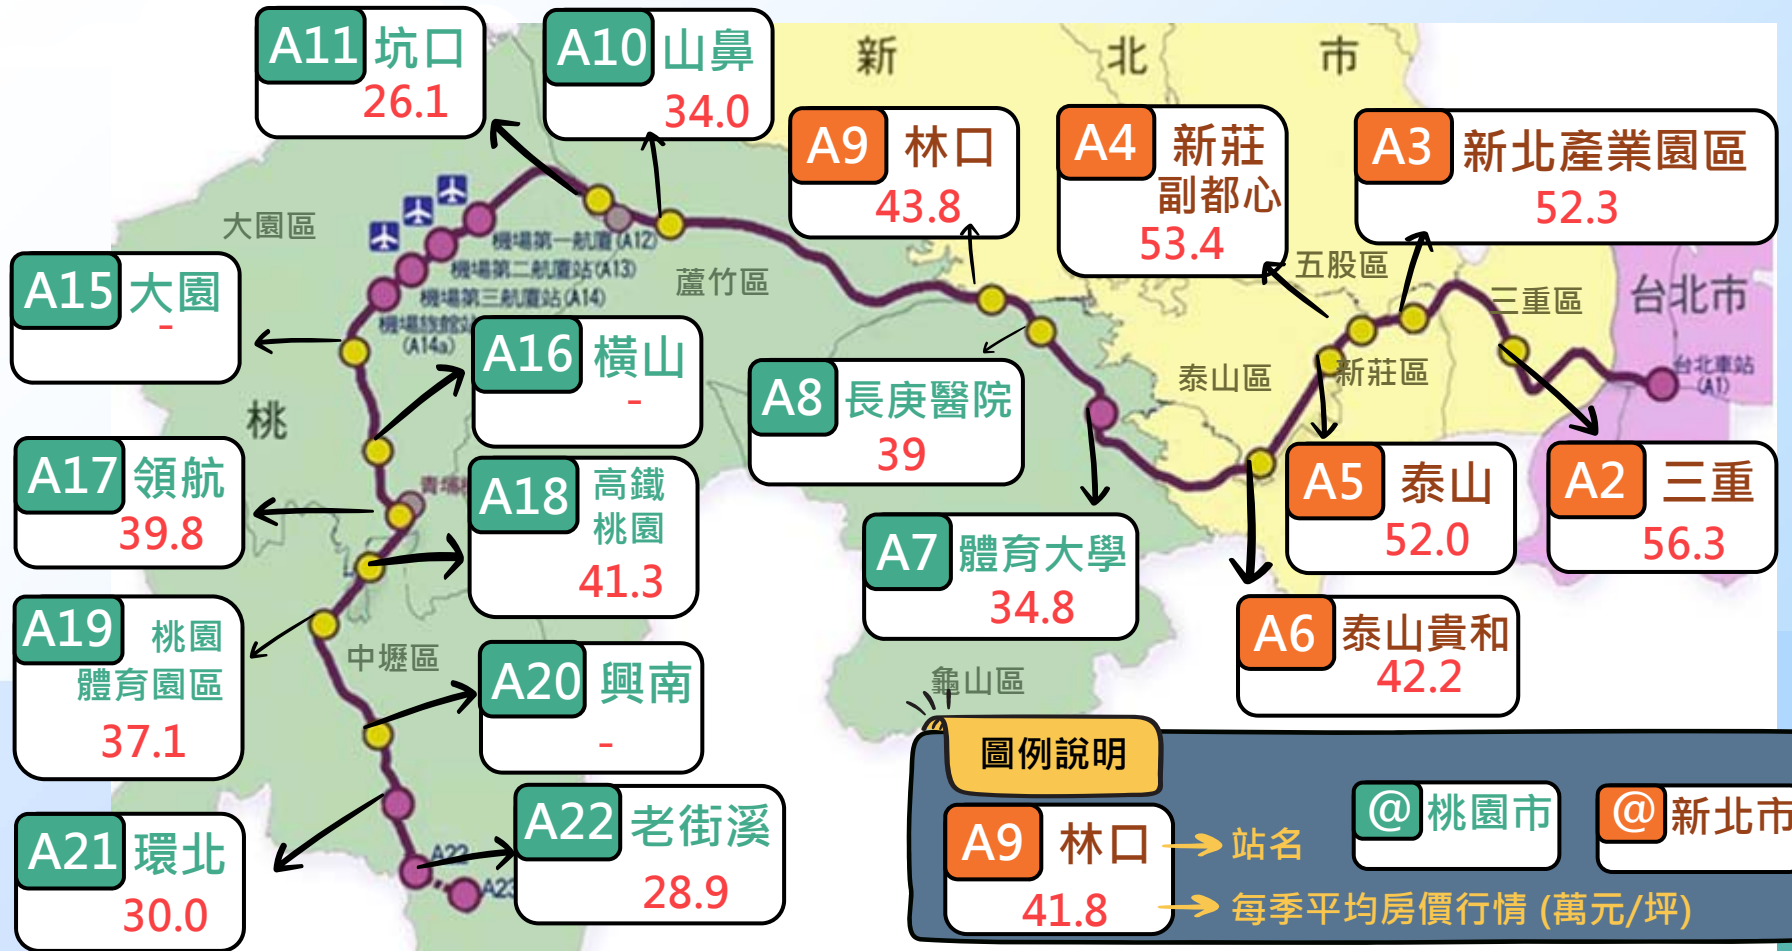 A11 坑口
26.1
A10 山鼻
34.0
新 北 市
A9 林口
43.8
A4 新莊
副都心
53.4
A3 新北產業園區
52.3
大園區
機場第一航廈(A12)
機場第二航廈站(A13)
機場第三航廈站(A14)
機場旅館站
(A14a)
蘆竹區
五股區
三重區
台北市
台北車站
(A1)
A15 大園
-
A16 橫山
-
A8 長庚醫院
39
泰山區
新莊區
桃
A17 領航
39.8
青埔
A18 高鐵
桃園
41.3
A7 體育大學
34.8
A5 泰山
52.0
A2 三重
56.3
A19 桃園
體育園區
37.1
中壢區
A20 興南
-
龜山區
A6 泰山貴和
42.2
A21 環北
30.0
A22
A23
A22 老街溪
28.9
圖例說明
A9 林口
41.8
站名
每季平均房價行情 (萬元/坪)
@ 桃園市
@ 新北市